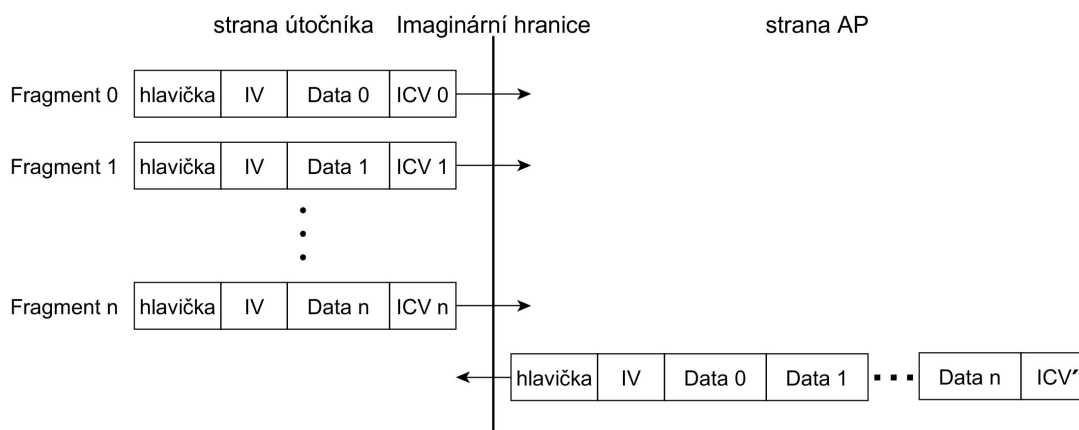 strana útočníka Imaginární hranice strana AP
Fragment 0 hlavička IV Data 0 ICV 0
Fragment 1 hlavička IV Data 1 ICV 1
Fragment n hlavička IV Data n ICV n
hlavička IV Data 0 Data 1 Data n ICV′